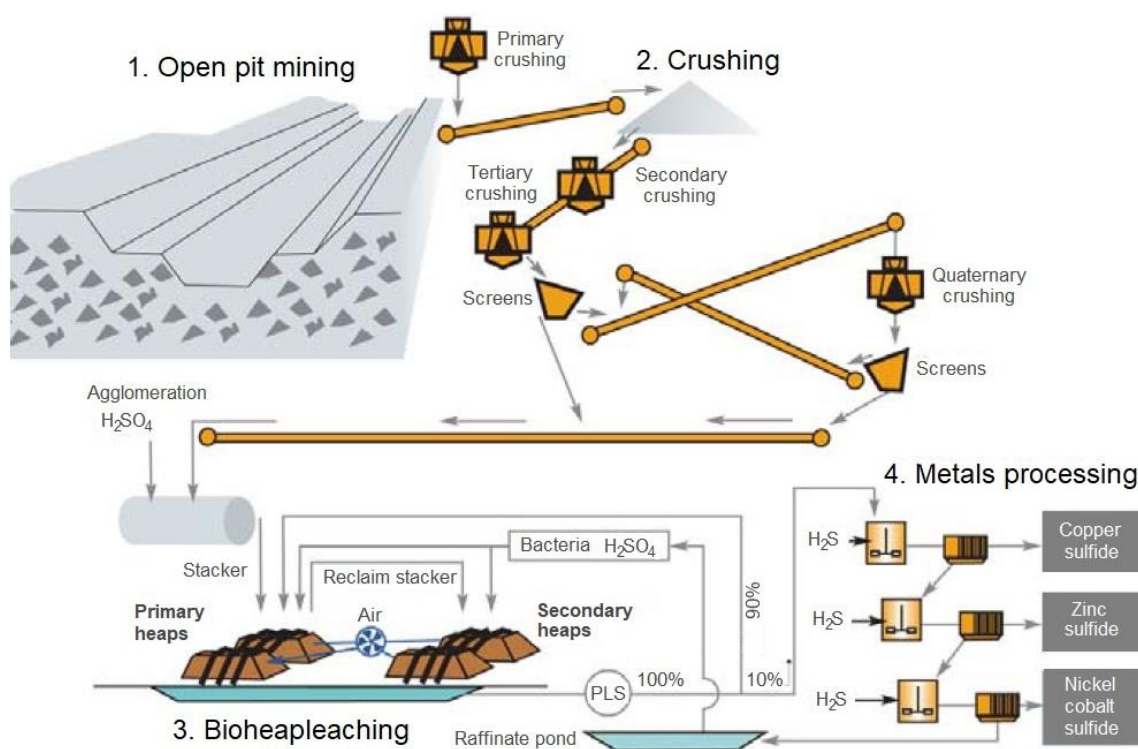 1. Open pit mining
Primary
crushing
2. Crushing
Tertiary
crushing
Secondary
crushing
Screens
Quaternary
crushing
Screens
Agglomeration
H₂SO₄
4. Metals processing
Stacker
Bacteria H₂SO₄
Reclaim stacker
Primary
heaps
Air
Secondary
heaps
90%
H₂S
Copper
sulfide
H₂S
Zinc
sulfide
PLS
100%
10%
H₂S
Nickel
cobalt
sulfide
3. Bioheapleaching
Raffinate pond